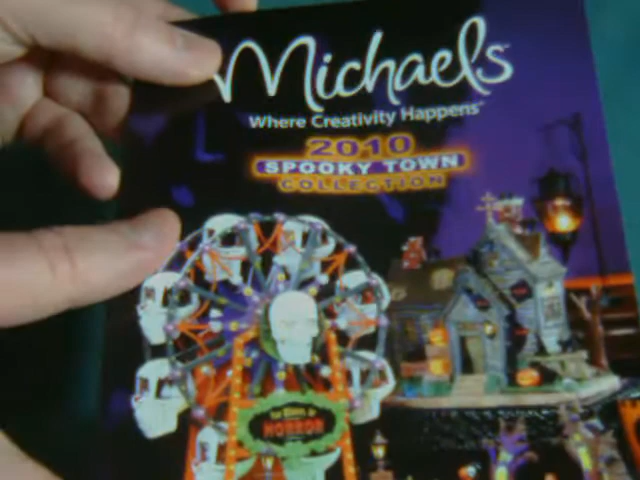 Michaels
Where Creativity Happens
2010
SPOOKY TOWN
COLLECTION
HORROR